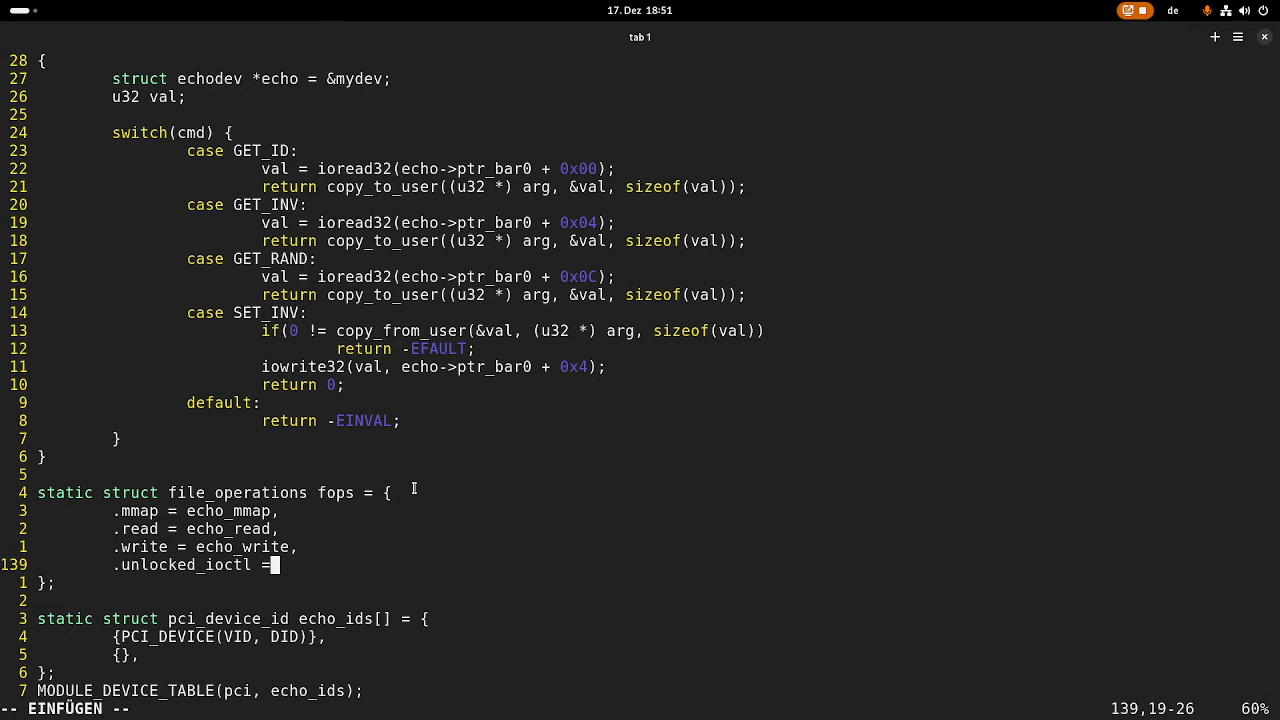 17. Dez 18:51
de
tab 1
28 {
27 struct echodev *echo = &mydev;
26 u32 val;
25
24 switch(cmd) {
23 case GET_ID:
22 val = ioread32(echo->ptr_bar0 + 0x00);
21 return copy_to_user((u32 *) arg, &val, sizeof(val));
20 case GET_INV:
19 val = ioread32(echo->ptr_bar0 + 0x04);
18 return copy_to_user((u32 *) arg, &val, sizeof(val));
17 case GET_RAND:
16 val = ioread32(echo->ptr_bar0 + 0x0C);
15 return copy_to_user((u32 *) arg, &val, sizeof(val));
14 case SET_INV:
13 if(0 != copy_from_user(&val, (u32 *) arg, sizeof(val))
12 return -EFAULT;
11 iowrite32(val, echo->ptr_bar0 + 0x4);
10 return 0;
9 default:
8 return -EINVAL;
7 }
6 }
5
4 static struct file_operations fops = {
3 .mmap = echo_mmap,
2 .read = echo_read,
1 .write = echo_write,
139 .unlocked_ioctl =
1 };
2
3 static struct pci_device_id echo_ids[] = {
4 {PCI_DEVICE(VID, DID)},
5 {},
6 };
7 MODULE_DEVICE_TABLE(pci, echo_ids);
-- EINFÜGEN -- 139,19-26 60%